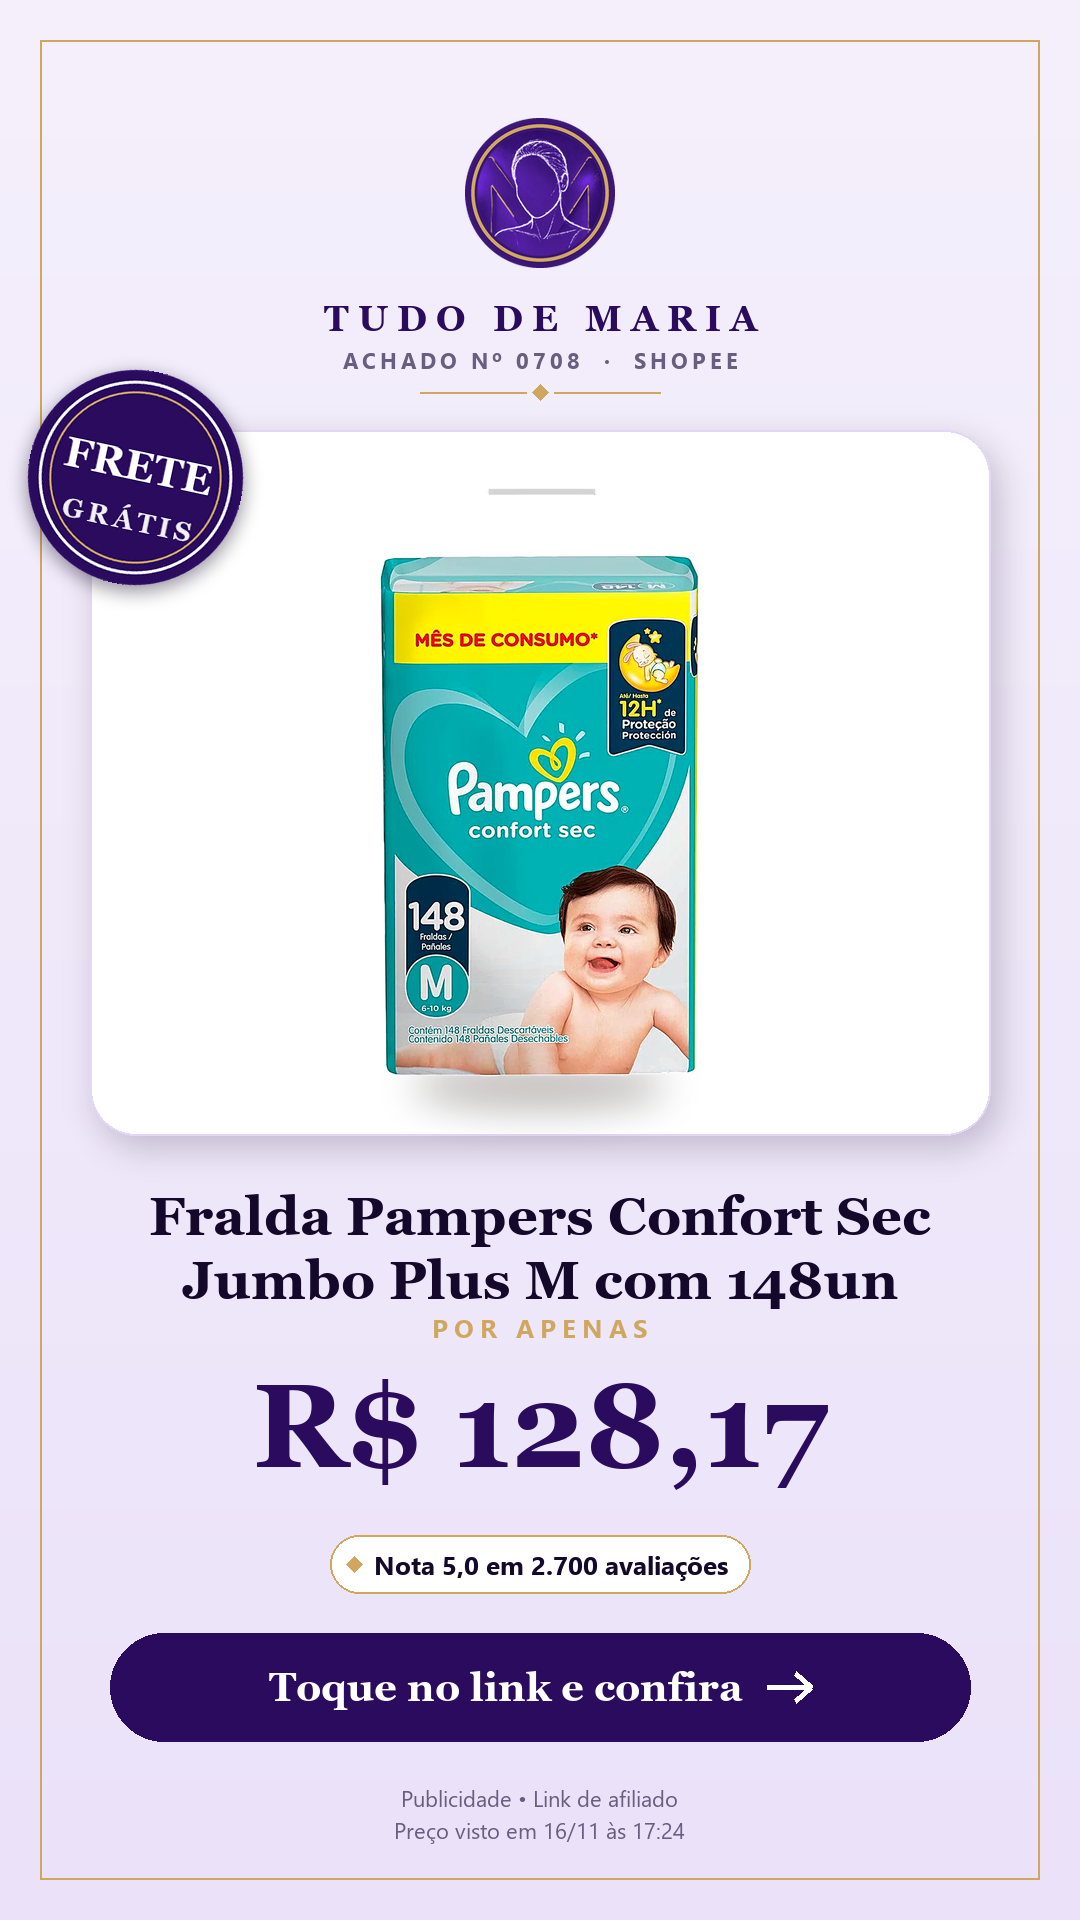 TUDO DE MARIA
ACHADO Nº 0708 · SHOPEE
FRETE
GRÁTIS
MÊS DE CONSUMO*
Até/ Hasta
12H* de
Proteção
Protección
Pampers
confort sec
148
Fraldas /
Pañales
M
6-10 kg
Contém 148 Fraldas Descartáveis
Contenido 148 Pañales Desechables
Fralda Pampers Confort Sec
Jumbo Plus M com 148un
POR APENAS
R$ 128,17
Nota 5,0 em 2.700 avaliações
Toque no link e confira →
Publicidade • Link de afiliado
Preço visto em 16/11 às 17:24